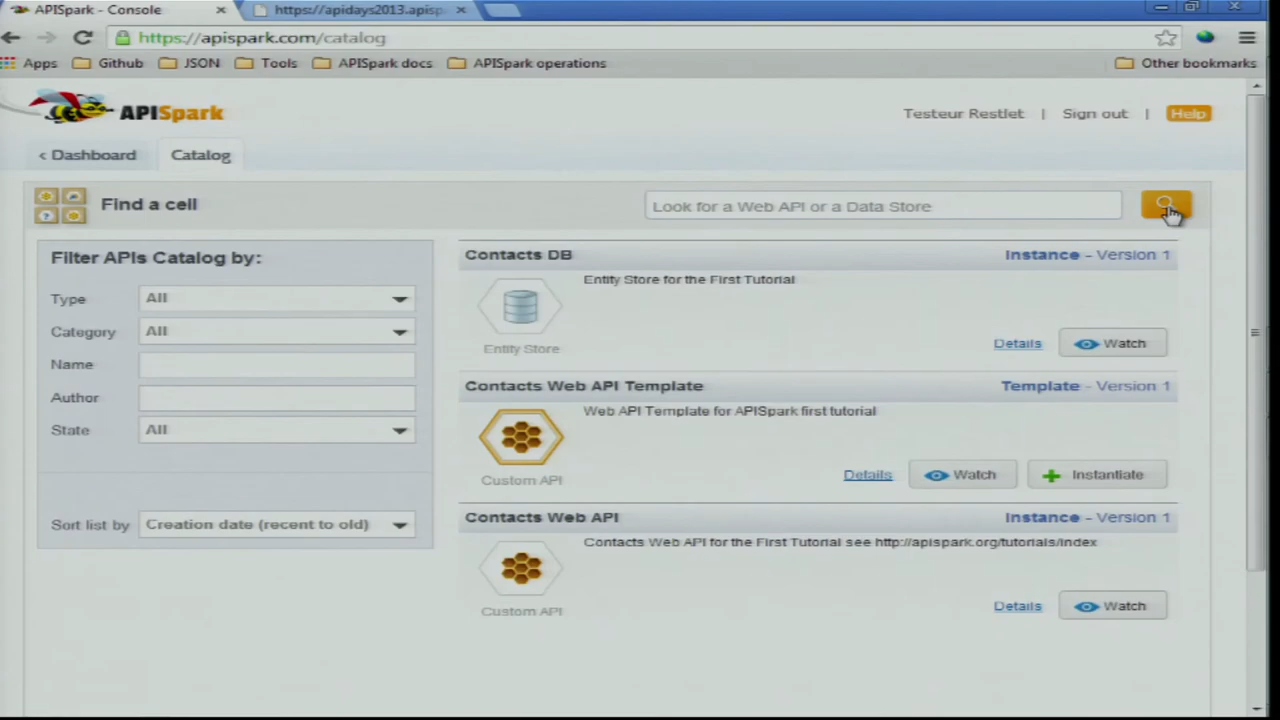 APISpark - Console
https://apidays2013.apisp
https://apispark.com/catalog
Apps Github JSON Tools APISpark docs APISpark operations Other bookmarks
APISpark
Testeur Restlet | Sign out | Help
‹ Dashboard Catalog
Find a cell
Look for a Web API or a Data Store
Filter APIs Catalog by:
Type All
Category All
Name
Author
State All
Sort list by Creation date (recent to old)
Contacts DB Instance - Version 1
Entity Store for the First Tutorial
Entity Store
Details Watch
Contacts Web API Template Template - Version 1
Web API Template for APISpark first tutorial
Custom API
Details Watch Instantiate
Contacts Web API Instance - Version 1
Contacts Web API for the First Tutorial see http://apispark.org/tutorials/index
Custom API
Details Watch